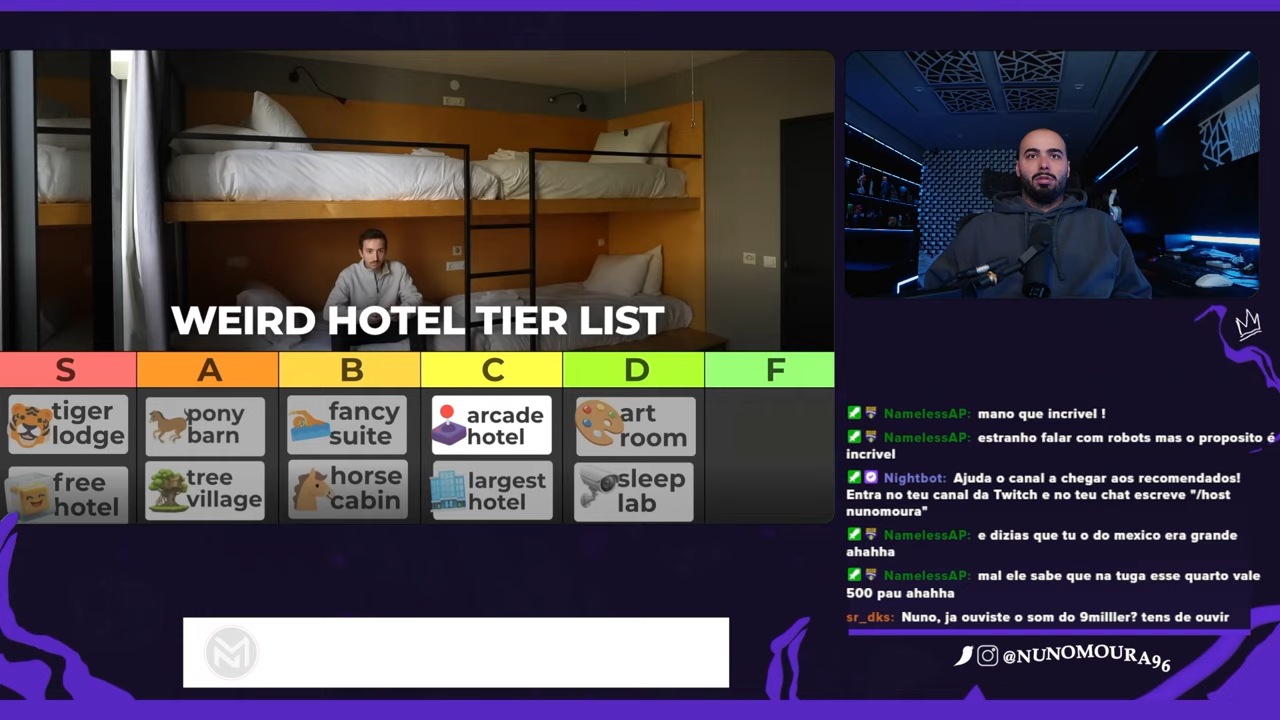 WEIRD HOTEL TIER LIST
S A B C D F
tiger
lodge
pony
barn
fancy
suite
arcade
hotel
art
room
free
hotel
tree
village
horse
cabin
largest
hotel
sleep
lab
NamelessAP: mano que incrivel !
NamelessAP: estranho falar com robots mas o proposito é
incrivel
Nightbot: Ajuda o canal a chegar aos recomendados!
Entra no teu canal da Twitch e no teu chat escreve "/host
nunomoura"
NamelessAP: e dizias que tu o do mexico era grande
ahahha
NamelessAP: mal ele sabe que na tuga esse quarto vale
500 pau ahahha
sr_dks: Nuno, ja ouviste o som do 9milller? tens de ouvir
@NUNOMOURA96